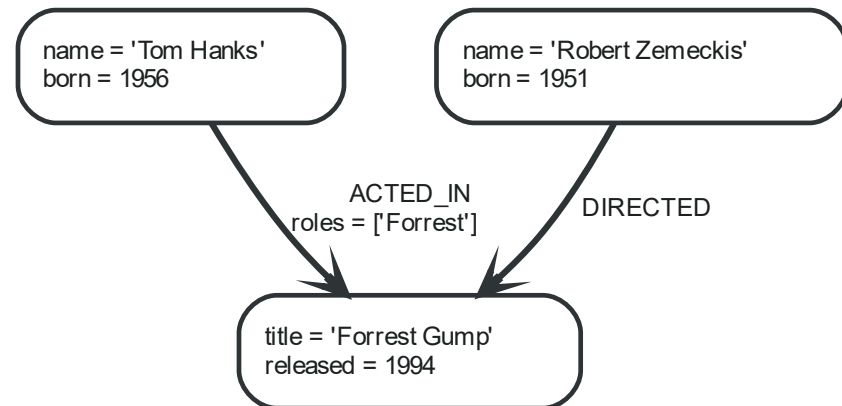 name = 'Tom Hanks'
born = 1956
name = 'Robert Zemeckis'
born = 1951
ACTED_IN
roles = ['Forrest']
DIRECTED
title = 'Forrest Gump'
released = 1994